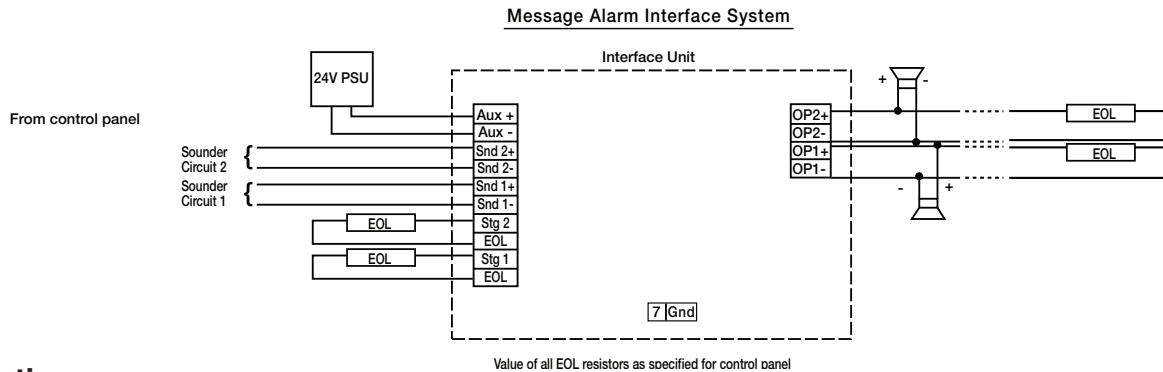 Message Alarm Interface System
Interface Unit
24V PSU
From control panel
Aux +
Aux -
Snd 2+
Snd 2-
Snd 1+
Snd 1-
Stg 2
EOL
Stg 1
EOL
Sounder
Circuit 2 {
Sounder
Circuit 1 {
EOL
EOL
OP2+
OP2-
OP1+
OP1-
+ -
EOL
EOL
- +
7 Gnd
Value of all EOL resistors as specified for control panel